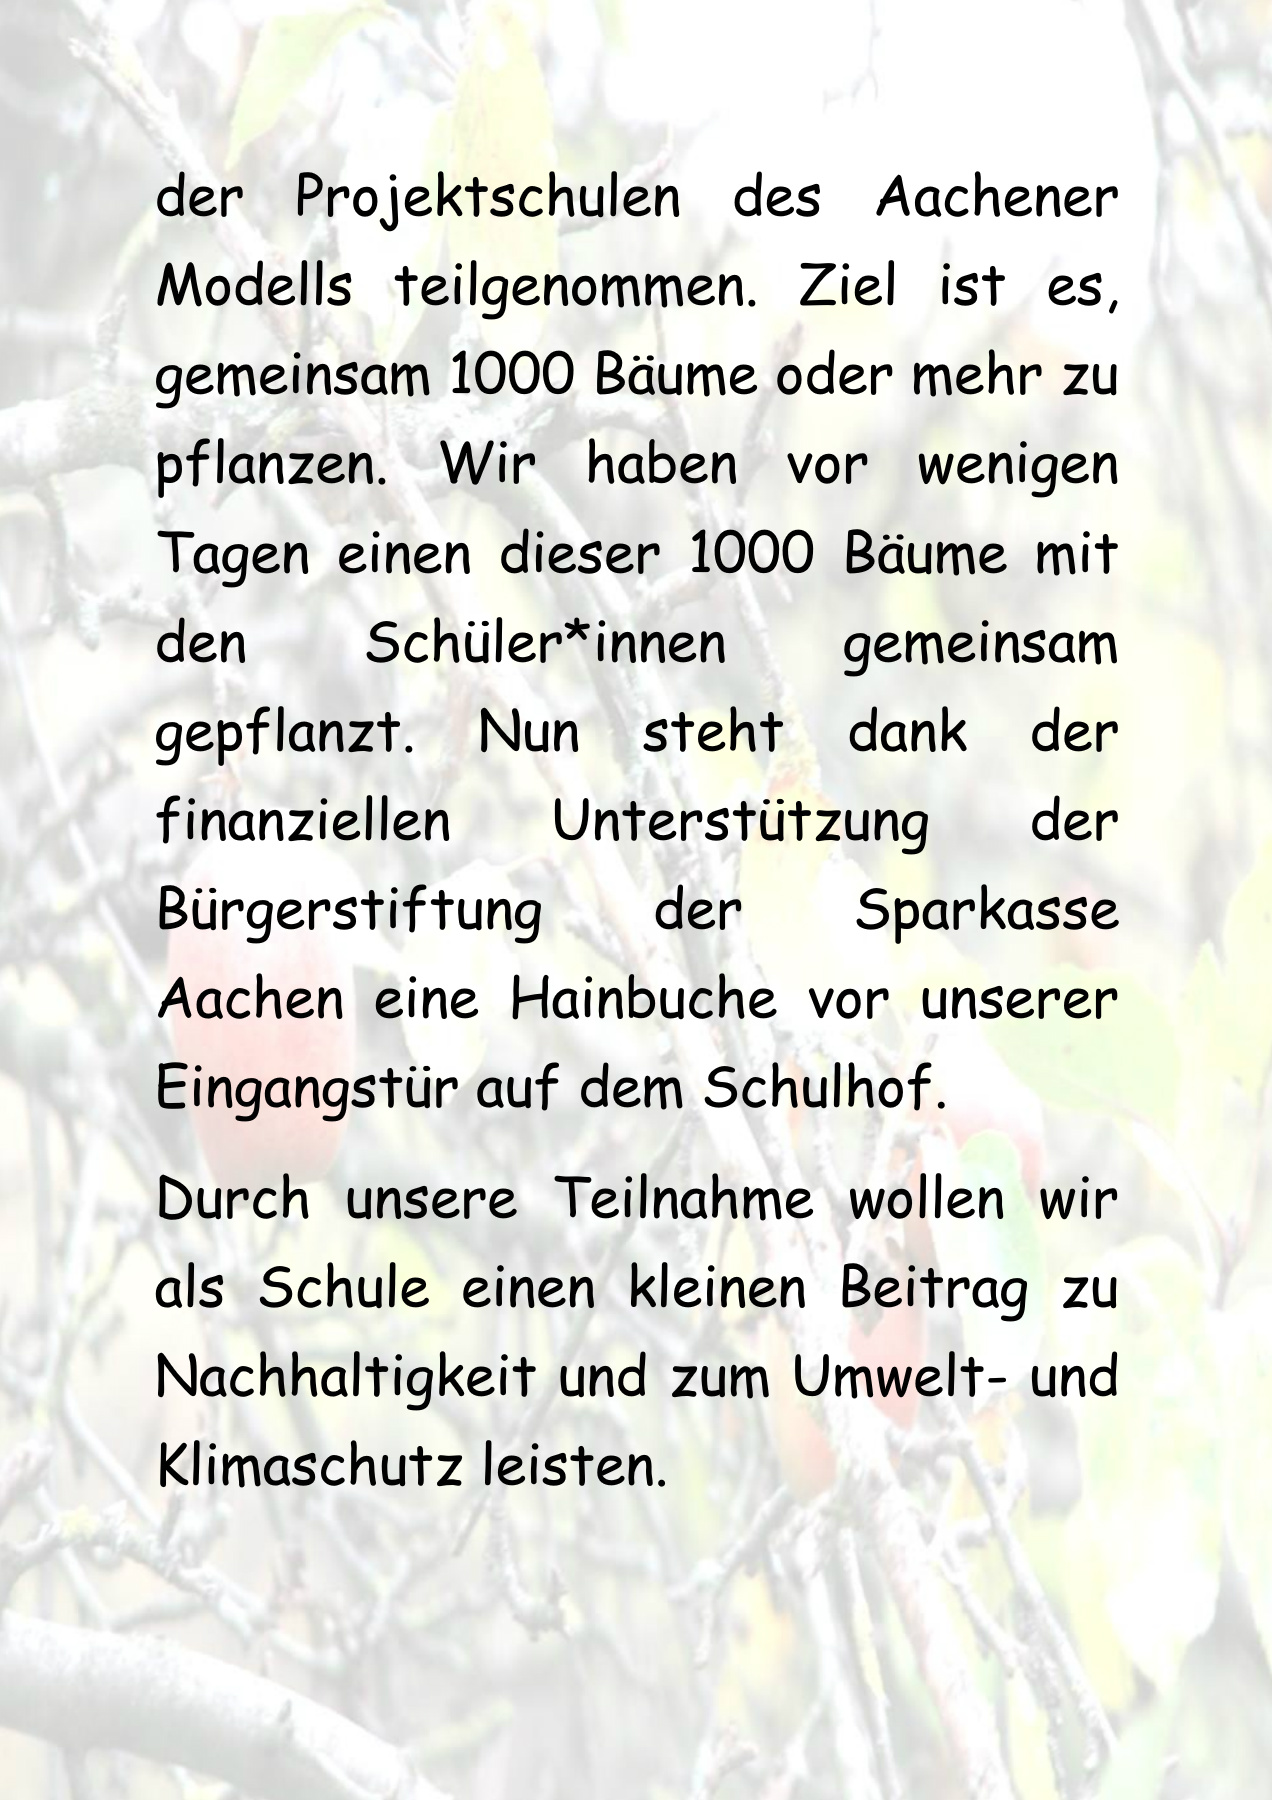 der Projektschulen des Aachener
Modells teilgenommen. Ziel ist es,
gemeinsam 1000 Bäume oder mehr zu
pflanzen. Wir haben vor wenigen
Tagen einen dieser 1000 Bäume mit
den Schüler*innen gemeinsam
gepflanzt. Nun steht dank der
finanziellen Unterstützung der
Bürgerstiftung der Sparkasse
Aachen eine Hainbuche vor unserer
Eingangstür auf dem Schulhof.
Durch unsere Teilnahme wollen wir
als Schule einen kleinen Beitrag zu
Nachhaltigkeit und zum Umwelt- und
Klimaschutz leisten.